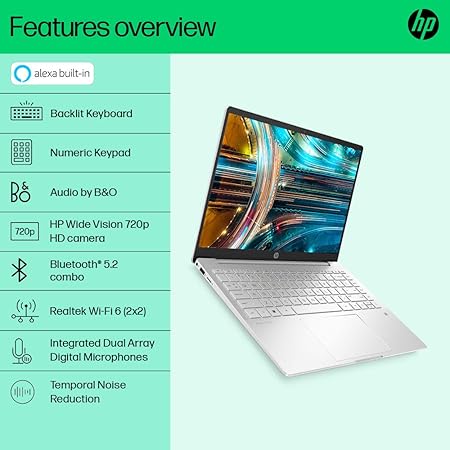 Features overview
hp
alexa built-in
Backlit Keyboard
Numeric Keypad
B&O
Audio by B&O
720p
HP Wide Vision 720p
HD camera
Bluetooth® 5.2
combo
Realtek Wi-Fi 6 (2x2)
Integrated Dual Array
Digital Microphones
Temporal Noise
Reduction